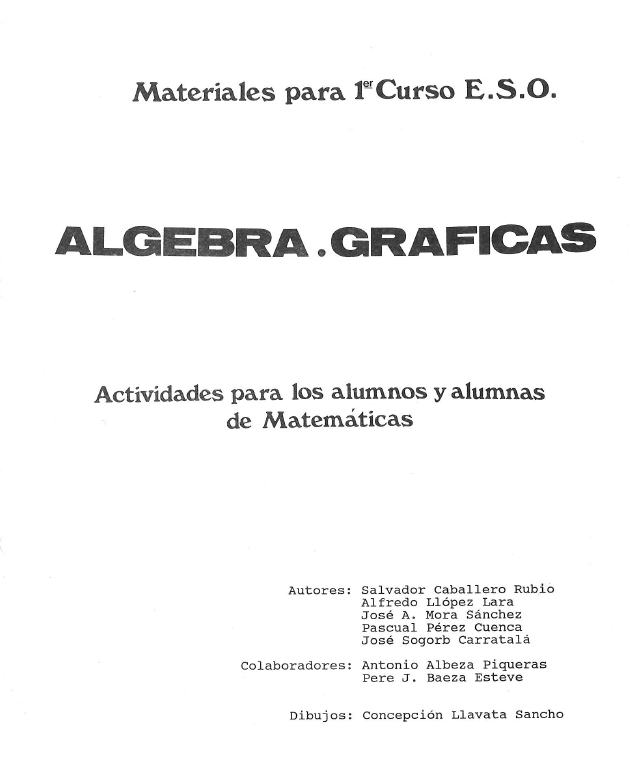 Materiales para 1er Curso E.S.O.
ALGEBRA.GRAFICAS
Actividades para los alumnos y alumnas
de Matemáticas
Autores: Salvador Caballero Rubio
Alfredo Llópez Lara
José A. Mora Sánchez
Pascual Pérez Cuenca
José Sogorb Carratalá
Colaboradores: Antonio Albeza Piqueras
Pere J. Baeza Esteve
Dibujos: Concepción Llavata Sancho